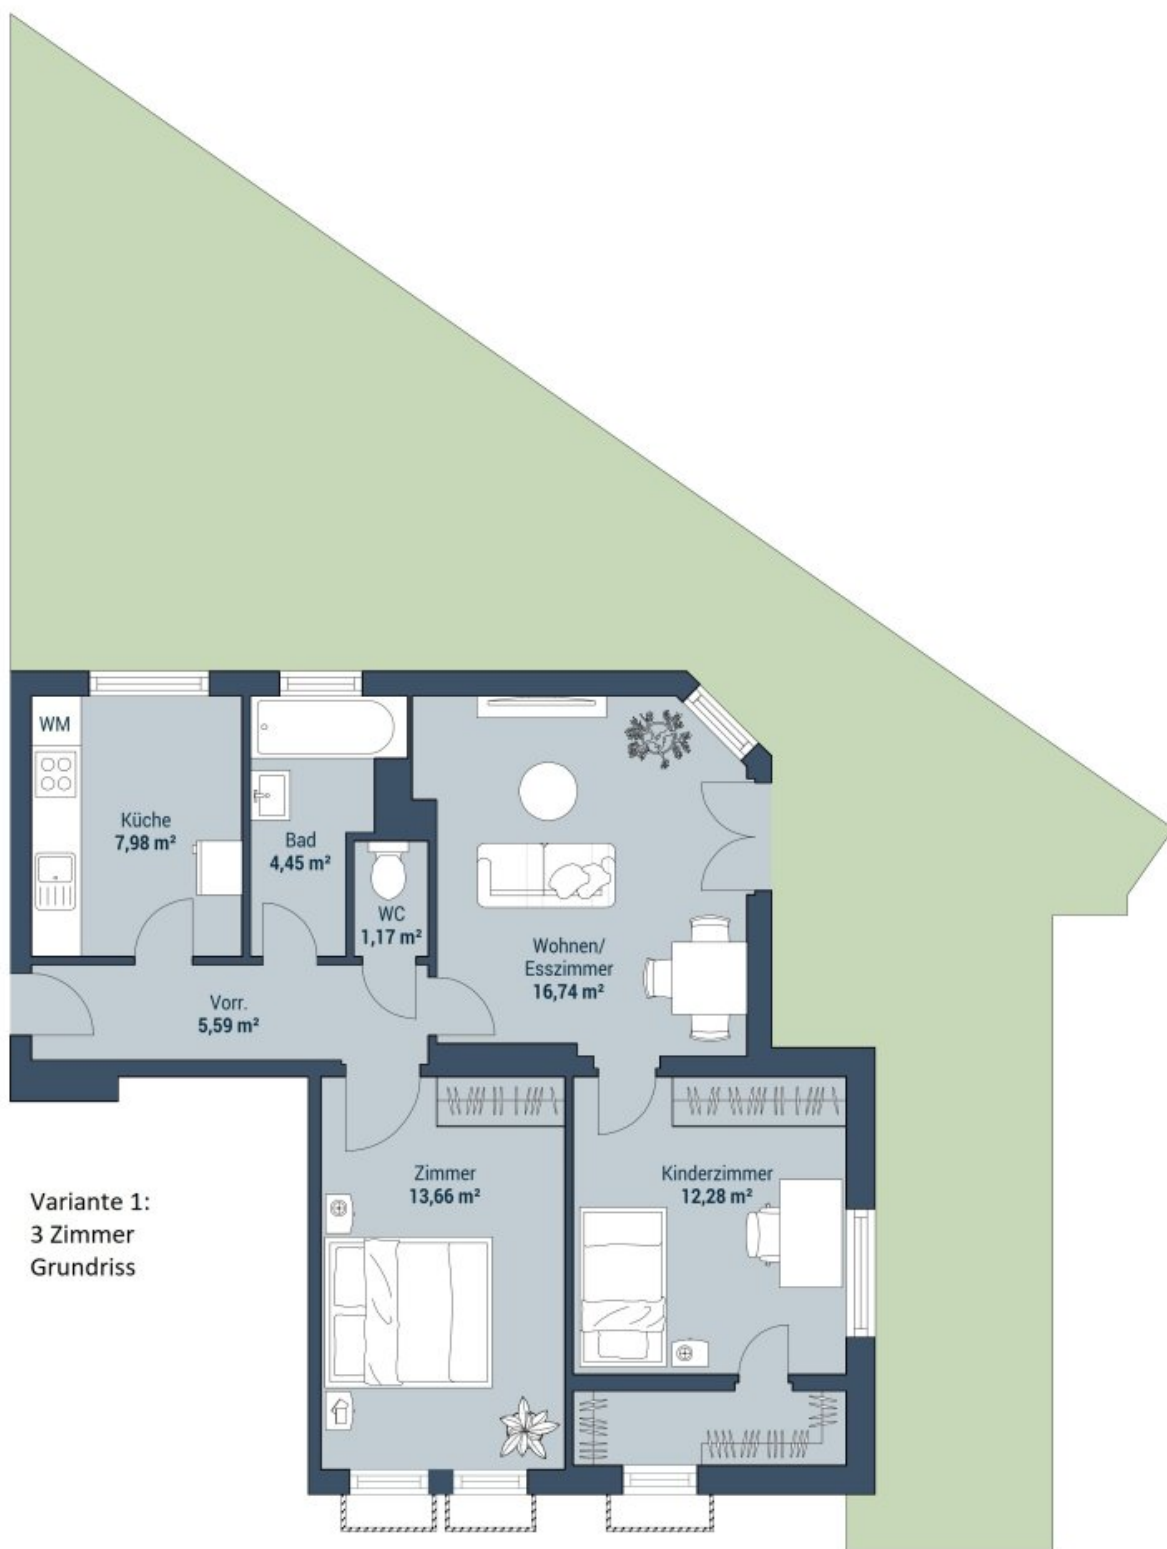 WM
Küche
7,98 m²
Bad
4,45 m²
WC
1,17 m²
Wohnen/
Esszimmer
16,74 m²
Vorr.
5,59 m²
Zimmer
13,66 m²
Kinderzimmer
12,28 m²
Variante 1:
3 Zimmer
Grundriss